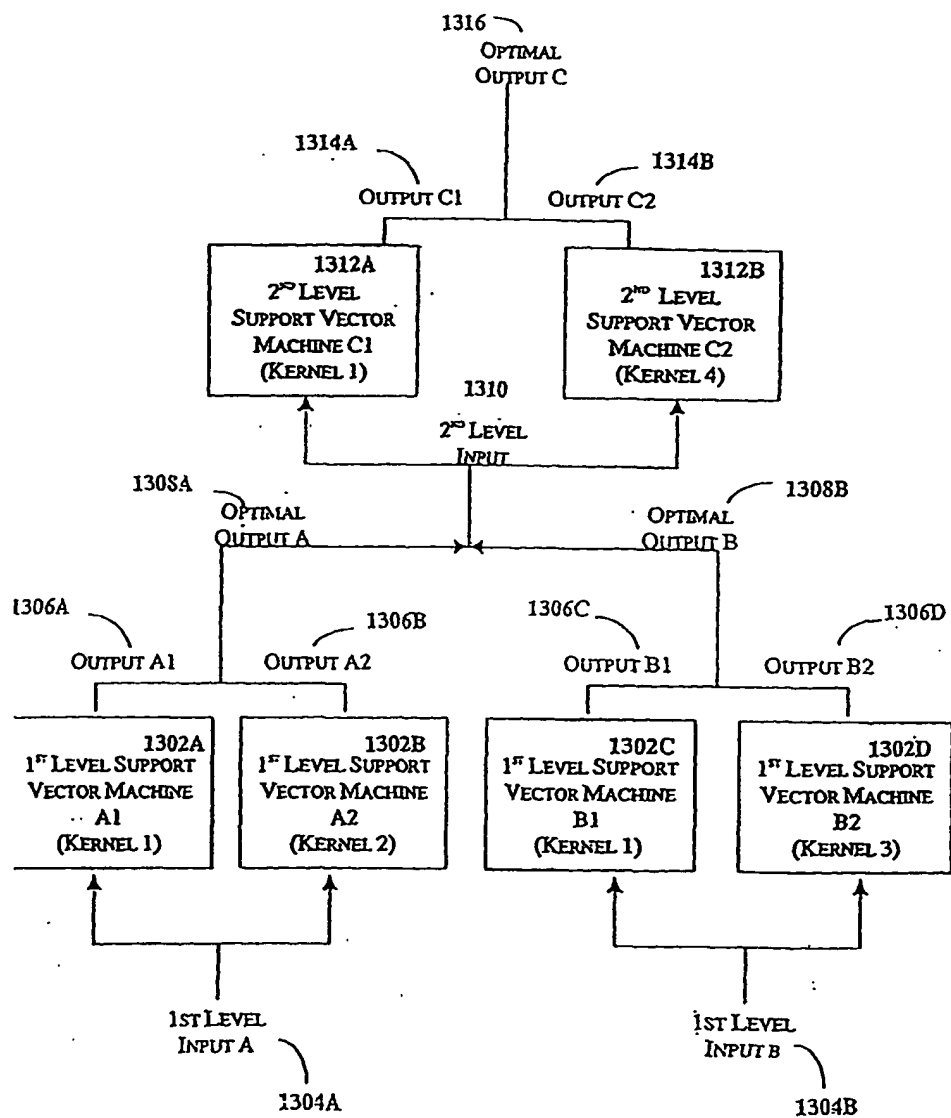 1316
OPTIMAL
OUTPUT C
1314A
1314B
OUTPUT C1
OUTPUT C2
1312A
2ND LEVEL
SUPPORT VECTOR
MACHINE C1
(KERNEL 1)
1312B
2ND LEVEL
SUPPORT VECTOR
MACHINE C2
(KERNEL 4)
1310
2ND LEVEL
INPUT
1308A
OPTIMAL
OUTPUT A
1308B
OPTIMAL
OUTPUT B
1306A
1306B
1306C
1306D
OUTPUT A1
OUTPUT A2
OUTPUT B1
OUTPUT B2
1302A
1ST LEVEL SUPPORT
VECTOR MACHINE
A1
(KERNEL 1)
1302B
1ST LEVEL SUPPORT
VECTOR MACHINE
A2
(KERNEL 2)
1302C
1ST LEVEL SUPPORT
VECTOR MACHINE
B1
(KERNEL 1)
1302D
1ST LEVEL SUPPORT
VECTOR MACHINE
B2
(KERNEL 3)
1ST LEVEL
INPUT A
1ST LEVEL
INPUT B
1304A
1304B